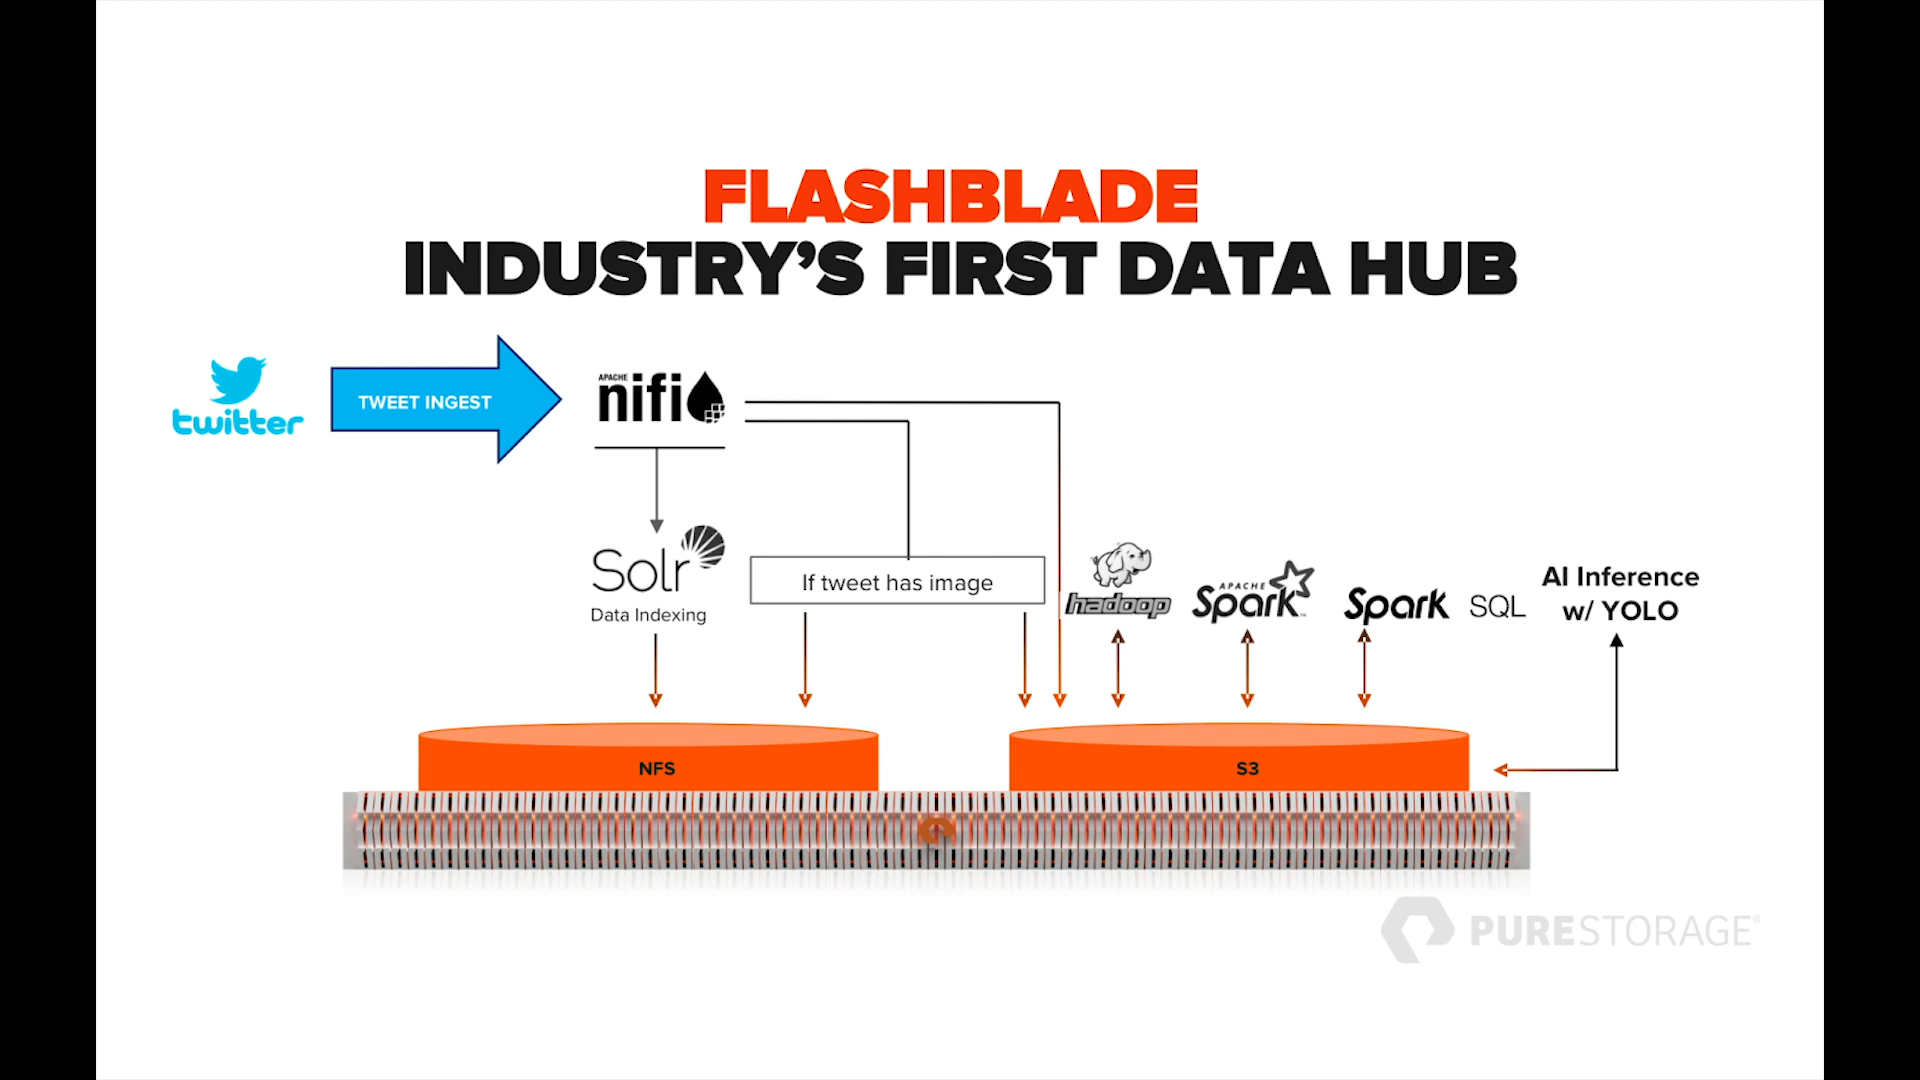 FLASHBLADE
INDUSTRY'S FIRST DATA HUB
twitter
TWEET INGEST
APACHE
nifi
Solr
Data Indexing
If tweet has image
hadoop
APACHE
Spark™
Spark SQL
AI Inference
w/ YOLO
NFS
S3
PURESTORAGE®